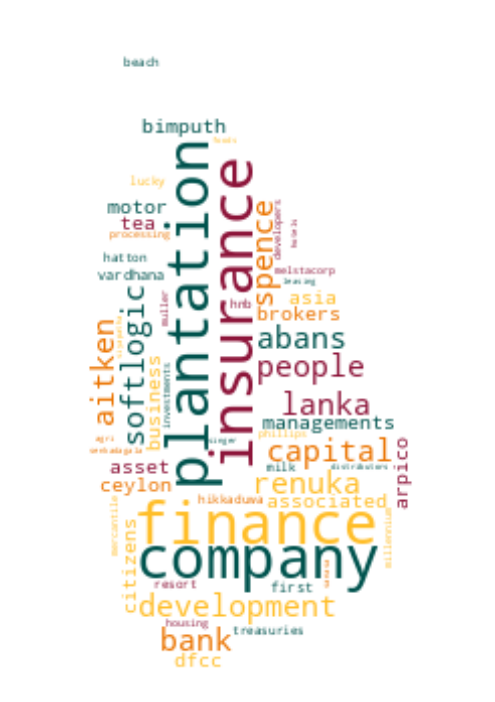 beach
bimputh
plantation
insurance
lucky
motor
tea
processing
spence
developers
hotels
hatton
vardhana
melstacorp
leasing
asia
brokers
hnb
muller
softlogic
aitken
abans
people
business
investments
lanka
managements
phillips
singer
agri
venkadagala
capital
arpico
asset
milk
distributors
ceylon
renuka
hikkaduwa
associated
mercantile
millennium
finance
company
citizens
resort
first
development
housing
treasuries
bank
dfcc